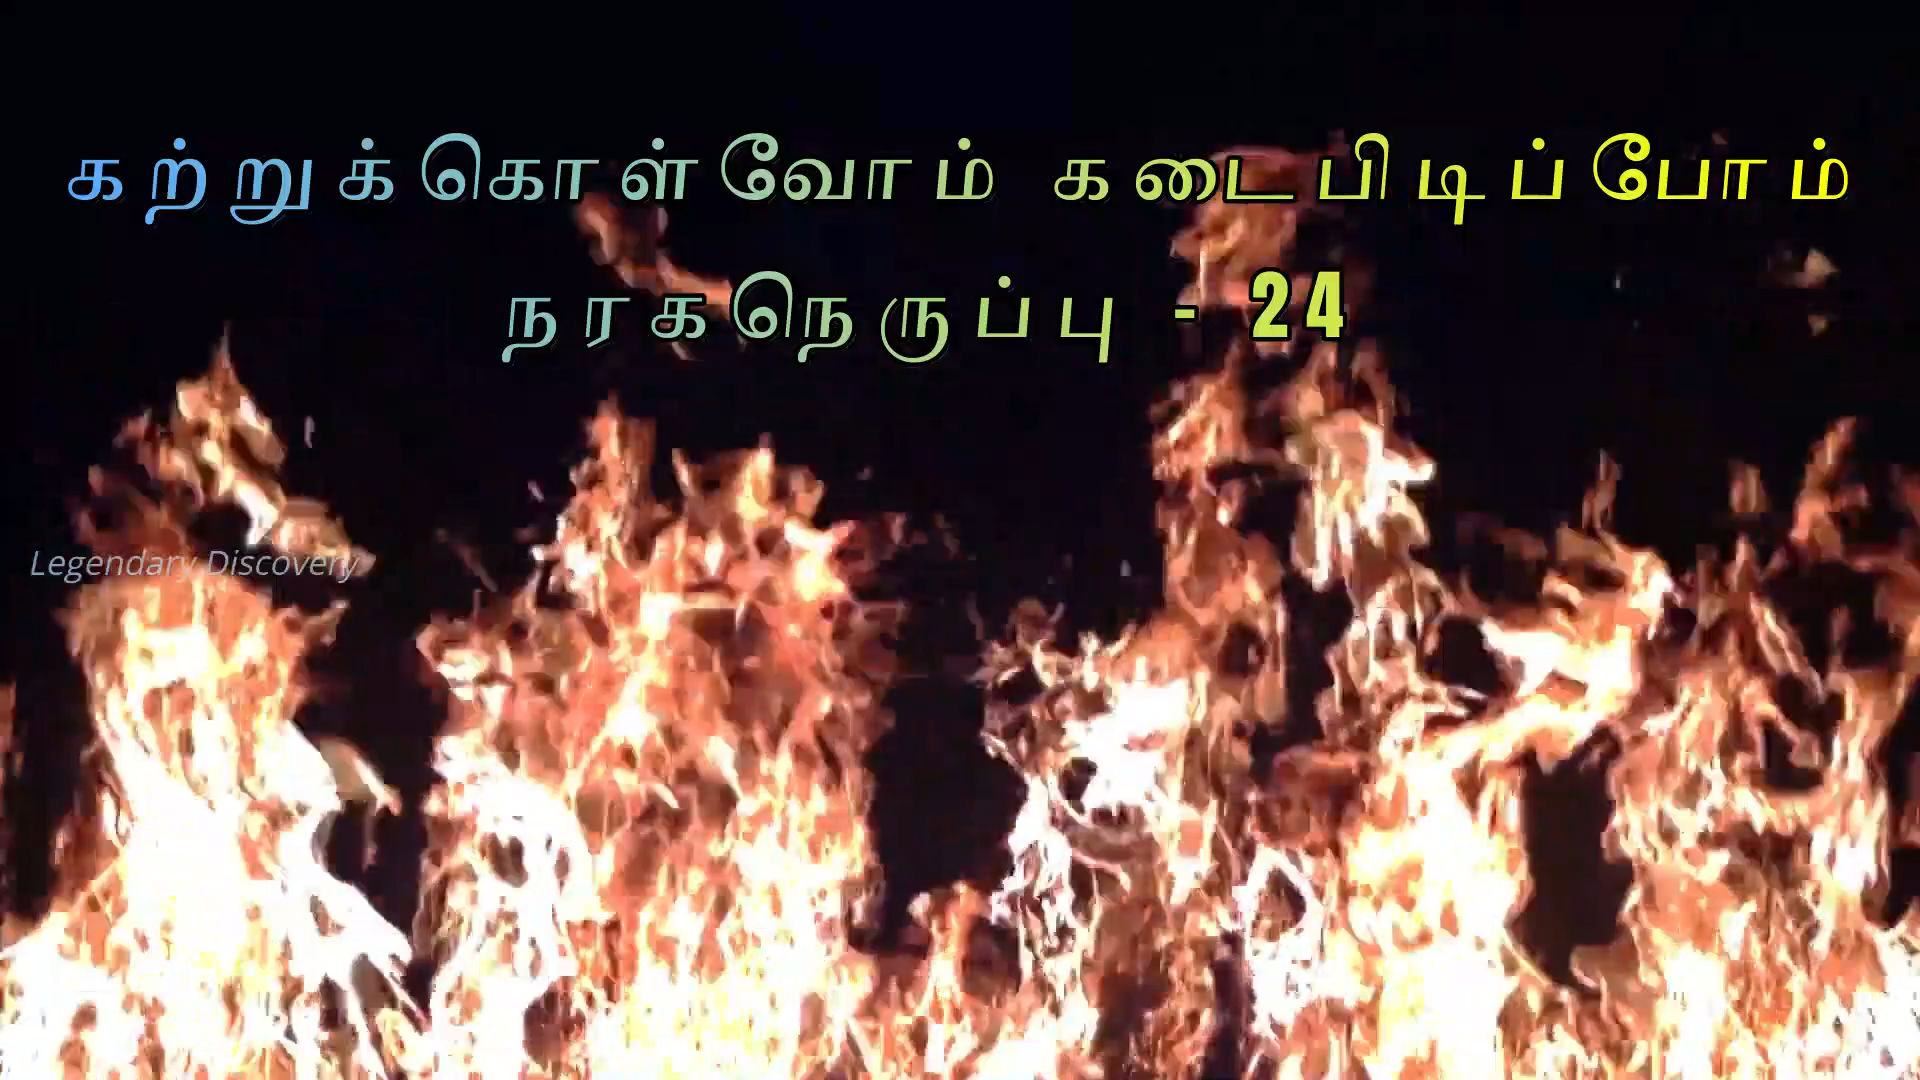 கற்றுக்கொள்வோம் கடைபிடிப்போம்
நரகநெருப்பு - 24
Legendary Discovery